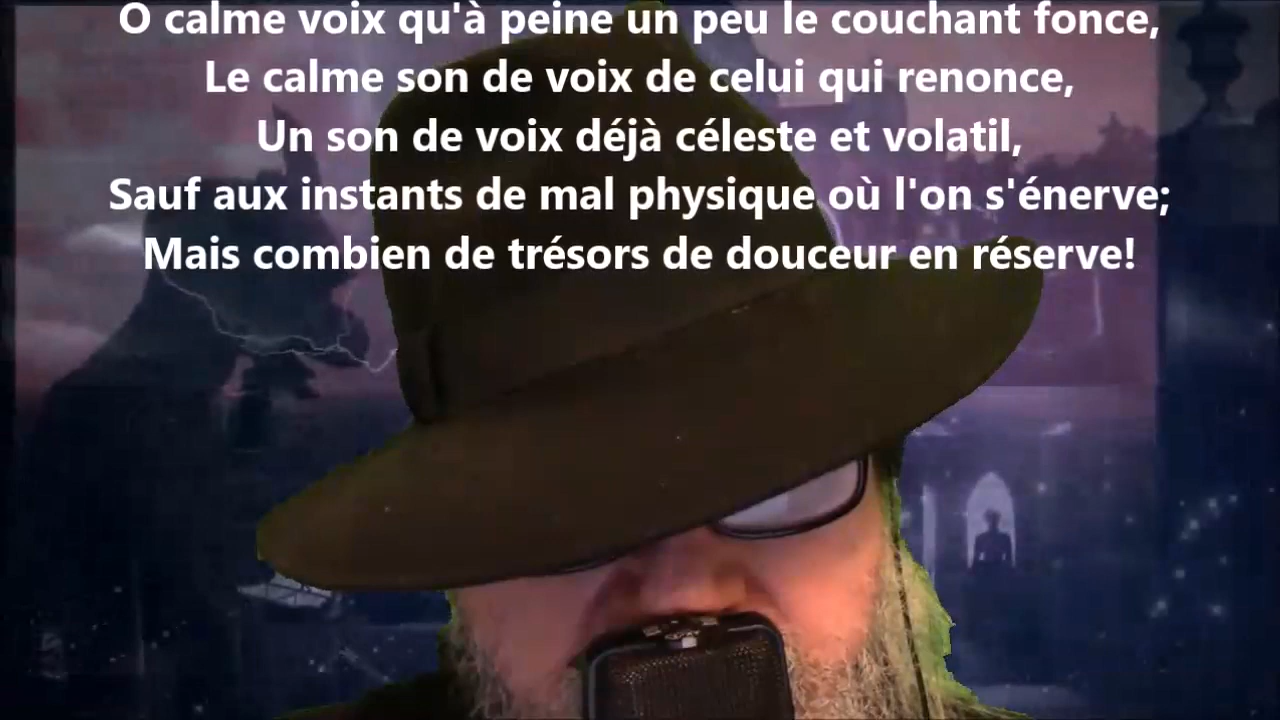 O calme voix qu'à peine un peu le couchant fonce,
Le calme son de voix de celui qui renonce,
Un son de voix déjà céleste et volatil,
Sauf aux instants de mal physique où l'on s'énerve;
Mais combien de trésors de douceur en réserve!